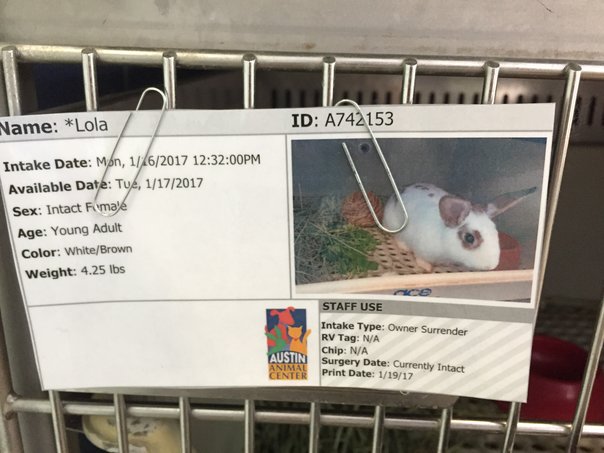 Name: *Lola
ID: A742153
Intake Date: Mon, 1/16/2017 12:32:00PM
Available Date: Tue, 1/17/2017
Sex: Intact Female
Age: Young Adult
Color: White/Brown
Weight: 4.25 lbs
AUSTIN
ANIMAL
CENTER
STAFF USE
Intake Type: Owner Surrender
RV Tag: N/A
Chip: N/A
Surgery Date: Currently Intact
Print Date: 1/19/17